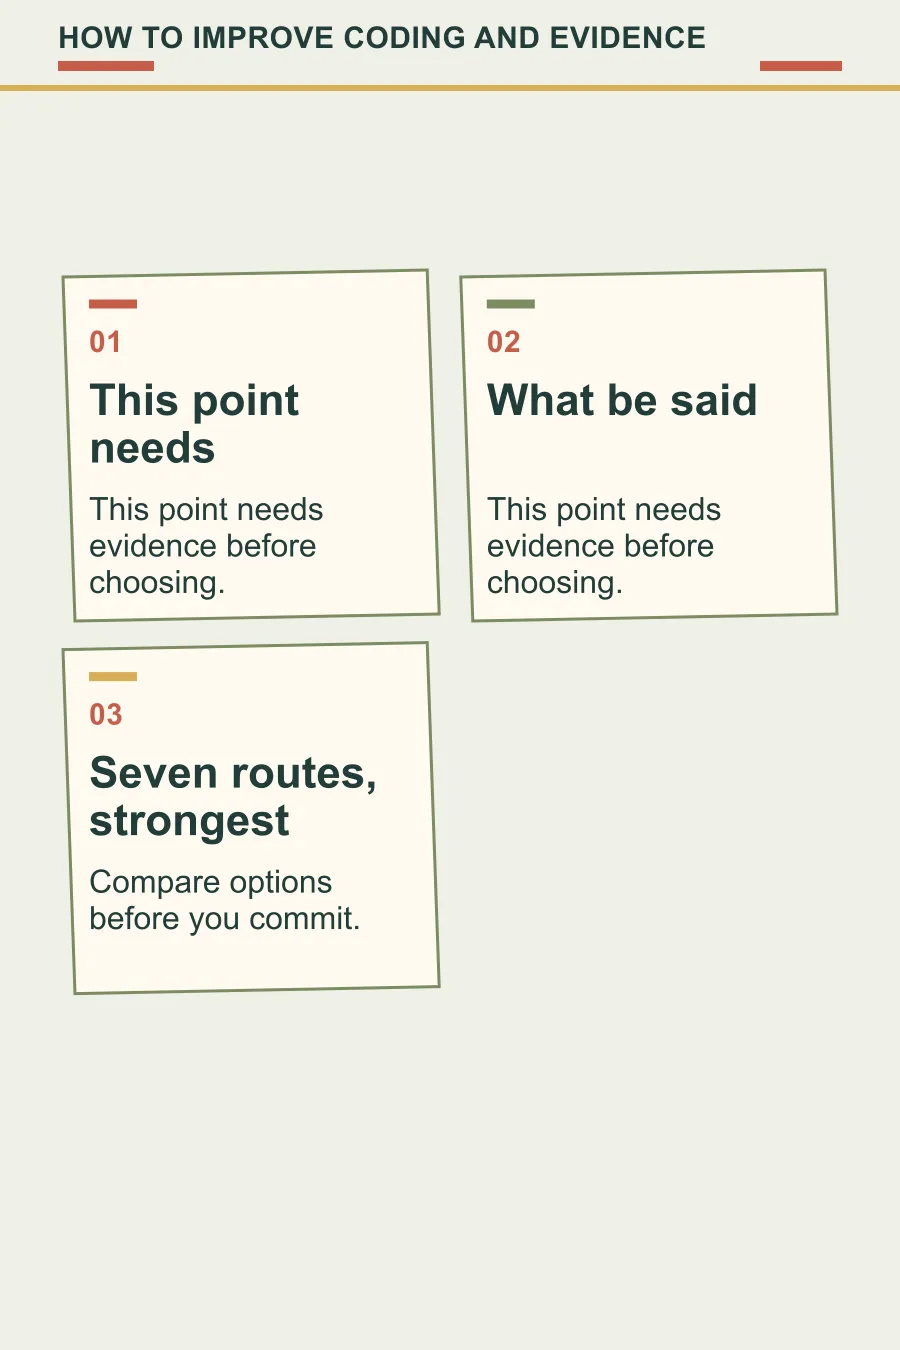 HOW TO IMPROVE CODING AND EVIDENCE
01
This point
needs
This point needs
evidence before
choosing.
02
What be said
This point needs
evidence before
choosing.
03
Seven routes,
strongest
Compare options
before you commit.